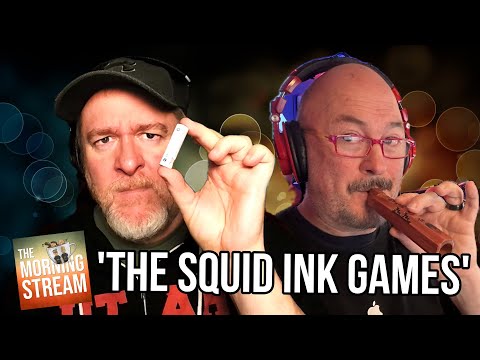 THE
MORNING
STREAM
'THE SQUID INK GAMES'